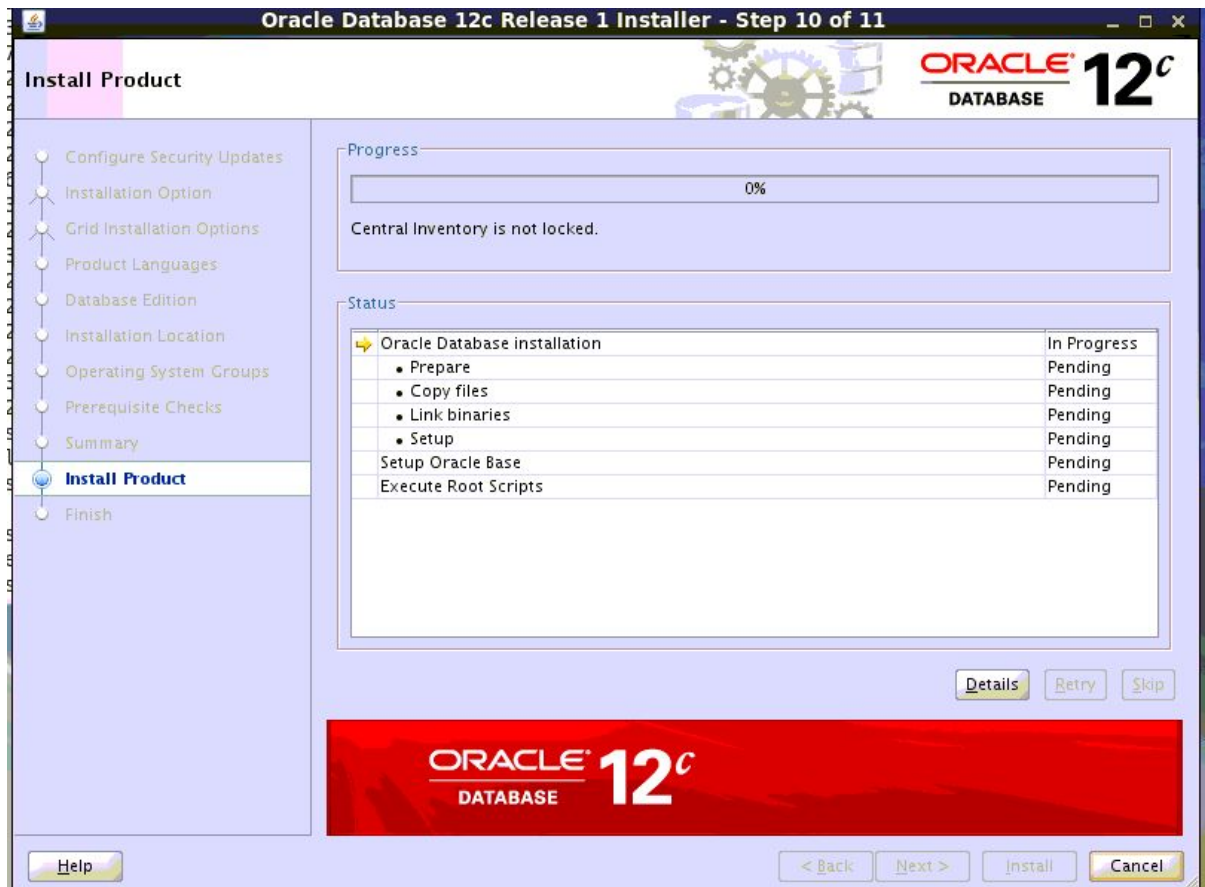 Oracle Database 12c Release 1 Installer - Step 10 of 11
Install Product
ORACLE® 12c
DATABASE
Configure Security Updates
Installation Option
Grid Installation Options
Product Languages
Database Edition
Installation Location
Operating System Groups
Prerequisite Checks
Summary
Install Product
Finish
Progress
0%
Central Inventory is not locked.
Status
Oracle Database installation In Progress
• Prepare Pending
• Copy files Pending
• Link binaries Pending
• Setup Pending
Setup Oracle Base Pending
Execute Root Scripts Pending
Details Retry Skip
ORACLE® 12c
DATABASE
Help < Back Next > Install Cancel